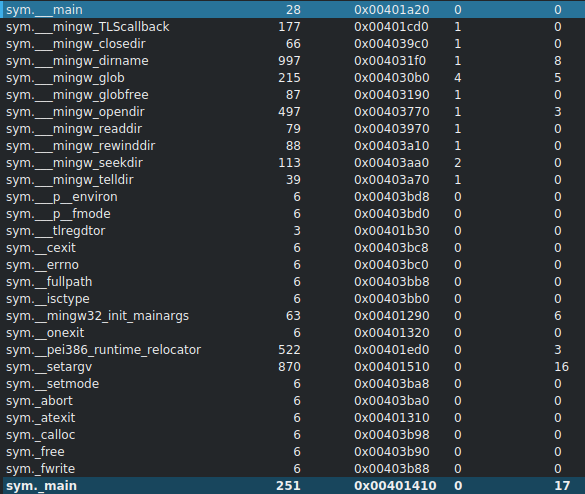 sym.___main 28 0x00401a20 0 0
sym.___mingw_TLScallback 177 0x00401cd0 1 0
sym.___mingw_closedir 66 0x004039c0 1 0
sym.___mingw_dirname 997 0x004031f0 1 8
sym.___mingw_glob 215 0x004030b0 4 5
sym.___mingw_globfree 87 0x00403190 1 0
sym.___mingw_opendir 497 0x00403770 1 3
sym.___mingw_readdir 79 0x00403970 1 0
sym.___mingw_rewinddir 88 0x00403a10 1 0
sym.___mingw_seekdir 113 0x00403aa0 2 0
sym.___mingw_telldir 39 0x00403a70 1 0
sym.___p__environ 6 0x00403bd8 0 0
sym.___p__fmode 6 0x00403bd0 0 0
sym.___tlregdtor 3 0x00401b30 0 0
sym.__cexit 6 0x00403bc8 0 0
sym.__errno 6 0x00403bc0 0 0
sym.__fullpath 6 0x00403bb8 0 0
sym.__isctype 6 0x00403bb0 0 0
sym.__mingw32_init_mainargs 63 0x00401290 0 6
sym.__onexit 6 0x00401320 0 0
sym.__pei386_runtime_relocator 522 0x00401ed0 0 3
sym.__setargv 870 0x00401510 0 16
sym.__setmode 6 0x00403ba8 0 0
sym._abort 6 0x00403ba0 0 0
sym._atexit 6 0x00401310 0 0
sym._calloc 6 0x00403b98 0 0
sym._free 6 0x00403b90 0 0
sym._fwrite 6 0x00403b88 0 0
sym._main 251 0x00401410 0 17